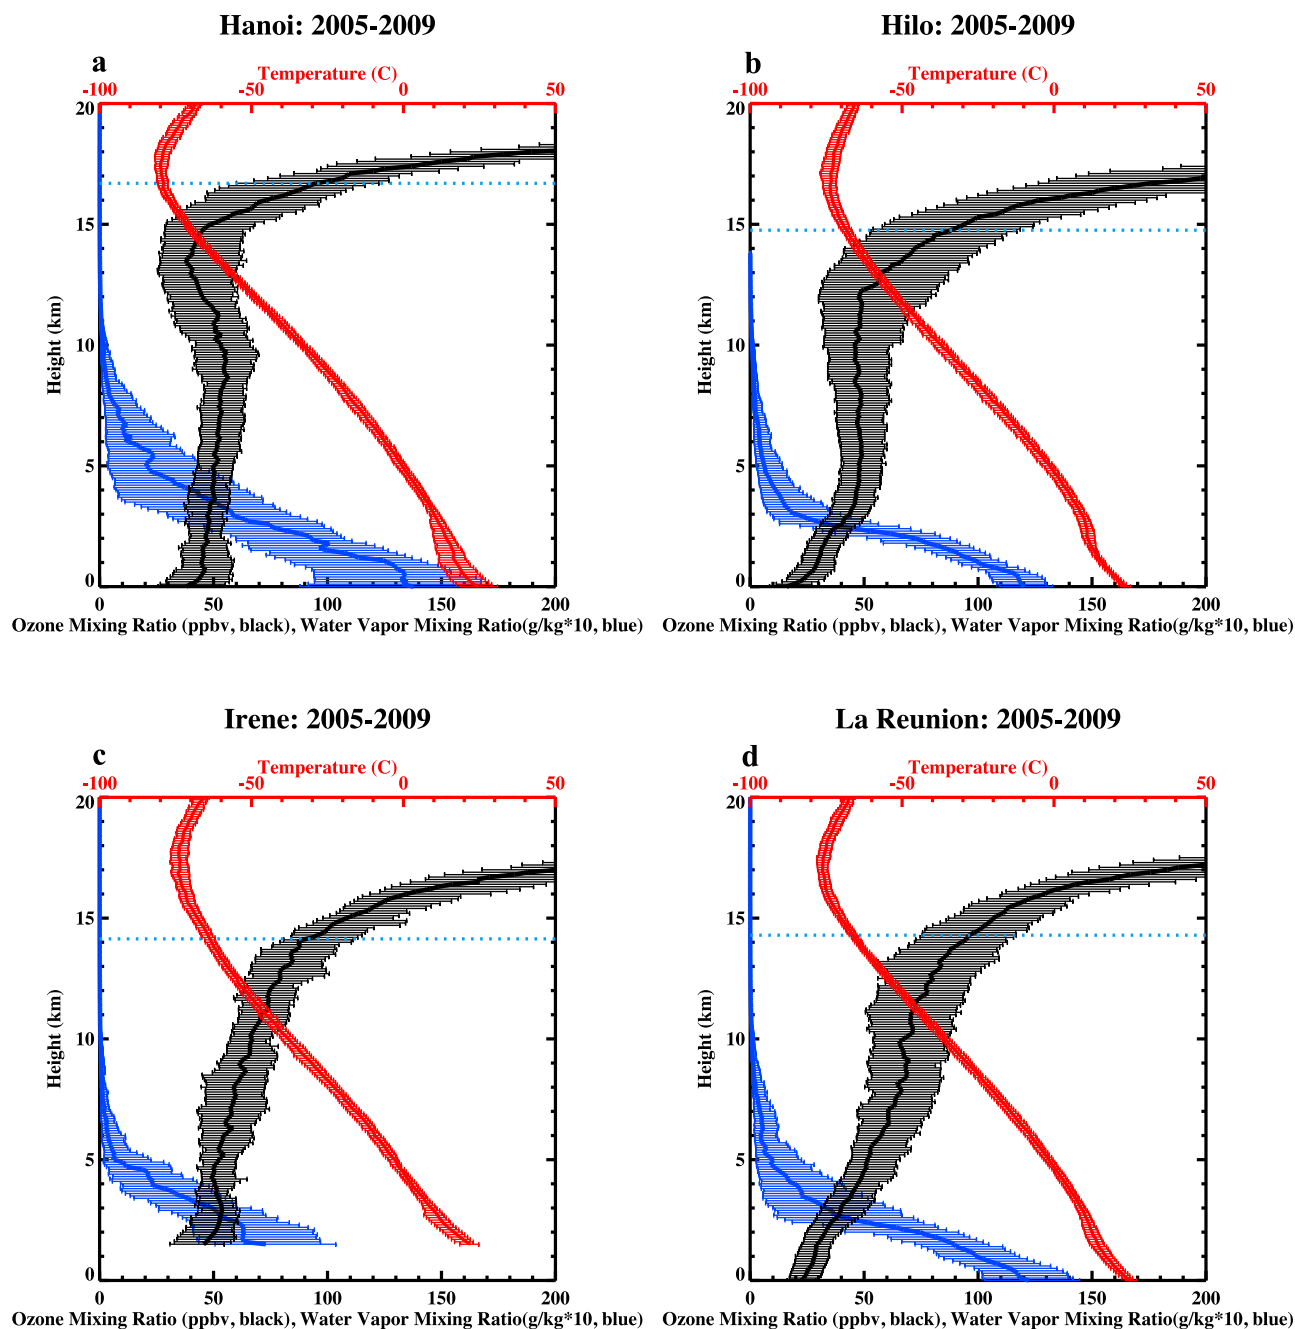 Hanoi: 2005-2009
a
Temperature (C)
-100 -50 0 50
20
15
10
5
0
Height (km)
0 50 100 150 200
Ozone Mixing Ratio (ppbv, black), Water Vapor Mixing Ratio(g/kg*10, blue)
Hilo: 2005-2009
b
Temperature (C)
-100 -50 0 50
20
15
10
5
0
Height (km)
0 50 100 150 200
Ozone Mixing Ratio (ppbv, black), Water Vapor Mixing Ratio(g/kg*10, blue)
Irene: 2005-2009
c
Temperature (C)
-100 -50 0 50
20
15
10
5
0
Height (km)
0 50 100 150 200
Ozone Mixing Ratio (ppbv, black), Water Vapor Mixing Ratio(g/kg*10, blue)
La Reunion: 2005-2009
d
Temperature (C)
-100 -50 0 50
20
15
10
5
0
Height (km)
0 50 100 150 200
Ozone Mixing Ratio (ppbv, black), Water Vapor Mixing Ratio(g/kg*10, blue)